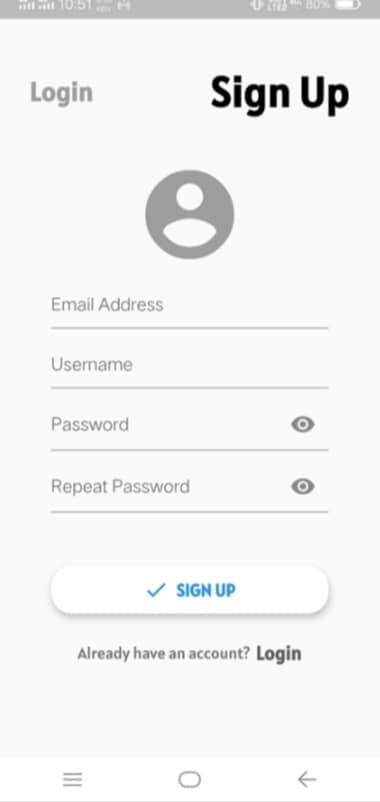 10:51 80%
Login Sign Up
Email Address
Username
Password
Repeat Password
SIGN UP
Already have an account? Login